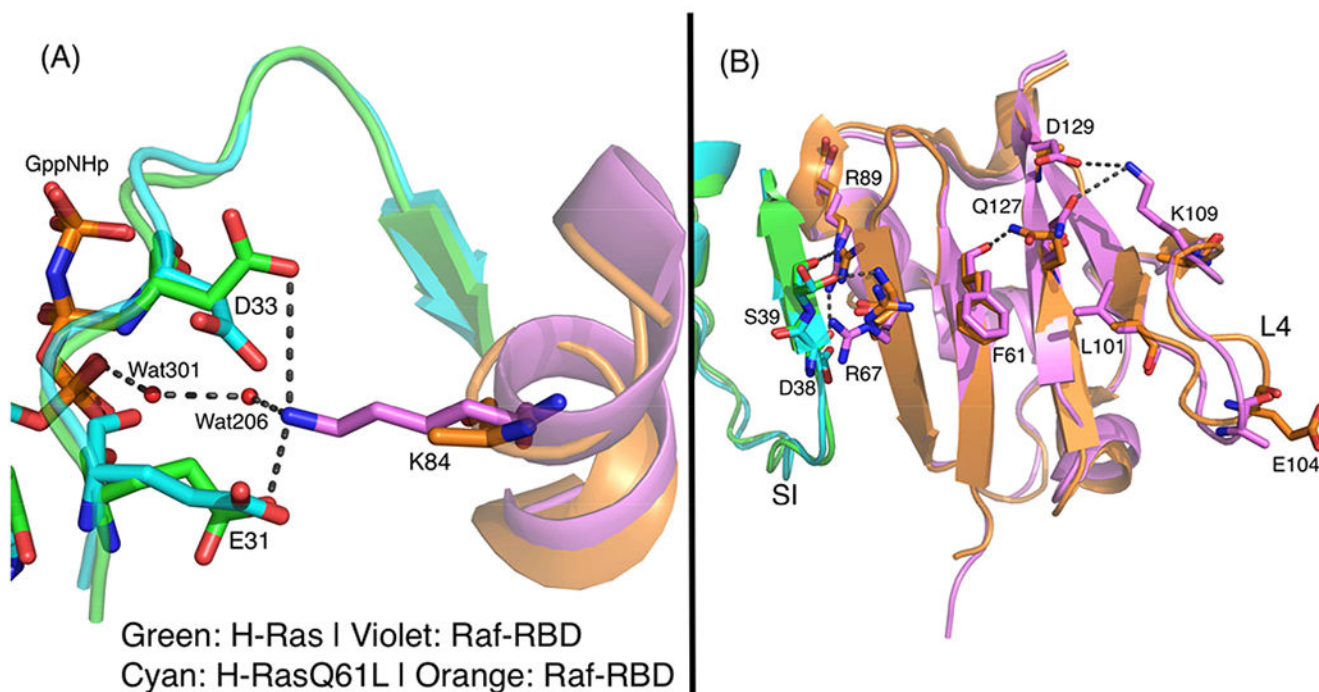 (A)
GppNHp
D33
Wat301
Wat206
K84
E31
Green: H-Ras | Violet: Raf-RBD
Cyan: H-RasQ61L | Orange: Raf-RBD
(B)
D129
R89
Q127
K109
S39
L4
F61
L101
D38
R67
E104
SI